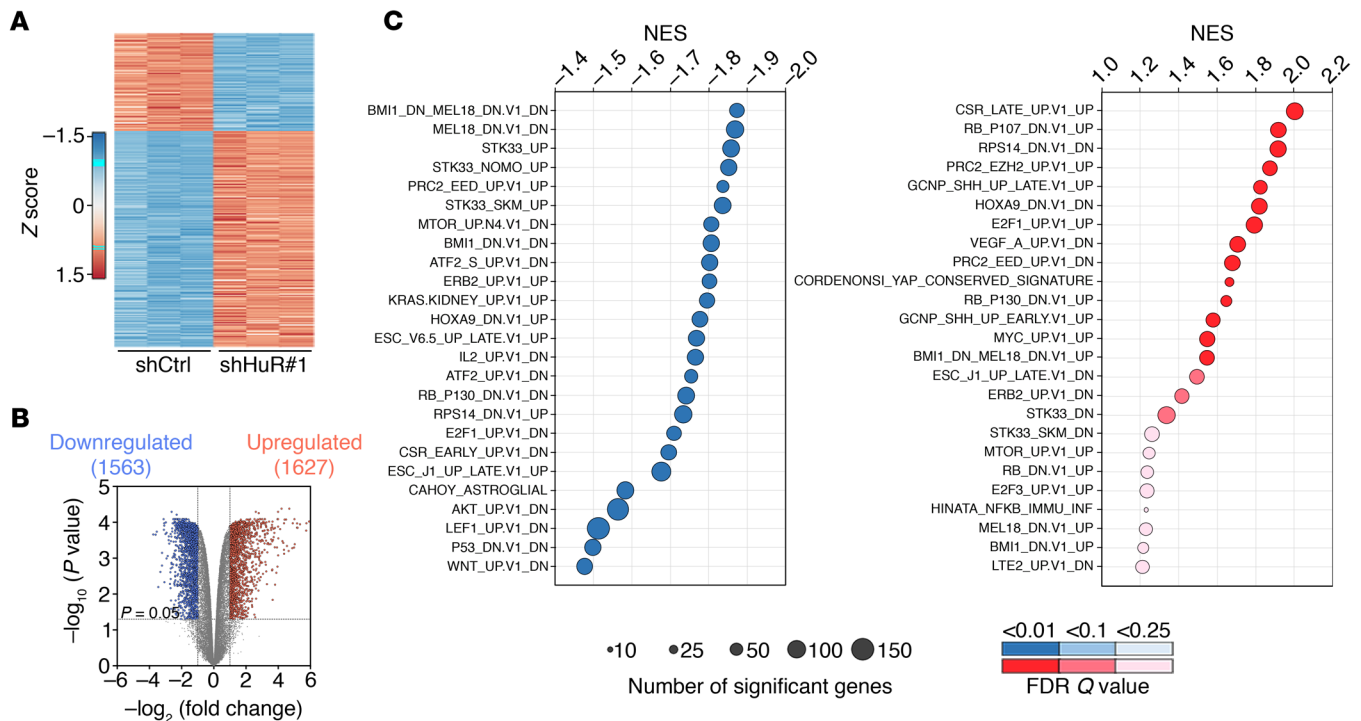 A
−1.5
0
1.5
Z score
shCtrl
shHuR#1
B
Downregulated
(1563)
Upregulated
(1627)
5
4
3
2
1
0
−log10 (P value)
P = 0.05
−6
−4
−2
0
2
4
6
−log2 (fold change)
C
NES
−1.4
−1.5
−1.6
−1.7
−1.8
−1.9
−2.0
BMI1_DN_MEL18_DN.V1_DN
MEL18_DN.V1_DN
STK33_UP
STK33_NOMO_UP
PRC2_EED_UP.V1_UP
STK33_SKM_UP
MTOR_UP.N4.V1_DN
BMI1_DN.V1_DN
ATF2_S_UP.V1_DN
ERB2_UP.V1_UP
KRAS.KIDNEY_UP.V1_UP
HOXA9_DN.V1_UP
ESC_V6.5_UP_LATE.V1_UP
IL2_UP.V1_DN
ATF2_UP.V1_DN
RB_P130_DN.V1_DN
RPS14_DN.V1_UP
E2F1_UP.V1_DN
CSR_EARLY_UP.V1_DN
ESC_J1_UP_LATE.V1_UP
CAHOY_ASTROGLIAL
AKT_UP.V1_DN
LEF1_UP.V1_DN
P53_DN.V1_DN
WNT_UP.V1_DN
NES
1.0
1.2
1.4
1.6
1.8
2.0
2.2
CSR_LATE_UP.V1_UP
RB_P107_DN.V1_UP
RPS14_DN.V1_DN
PRC2_EZH2_UP.V1_UP
GCNP_SHH_UP_LATE.V1_UP
HOXA9_DN.V1_DN
E2F1_UP.V1_UP
VEGF_A_UP.V1_DN
PRC2_EED_UP.V1_DN
CORDENONSI_YAP_CONSERVED_SIGNATURE
RB_P130_DN.V1_UP
GCNP_SHH_UP_EARLY.V1_UP
MYC_UP.V1_UP
BMI1_DN_MEL18_DN.V1_UP
ESC_J1_UP_LATE.V1_DN
ERB2_UP.V1_DN
STK33_DN
STK33_SKM_DN
MTOR_UP.V1_UP
RB_DN.V1_UP
E2F3_UP.V1_UP
HINATA_NFKB_IMMU_INF
MEL18_DN.V1_UP
BMI1_DN.V1_UP
LTE2_UP.V1_DN
10
25
50
100
150
Number of significant genes
<0.01
<0.1
<0.25
FDR Q value